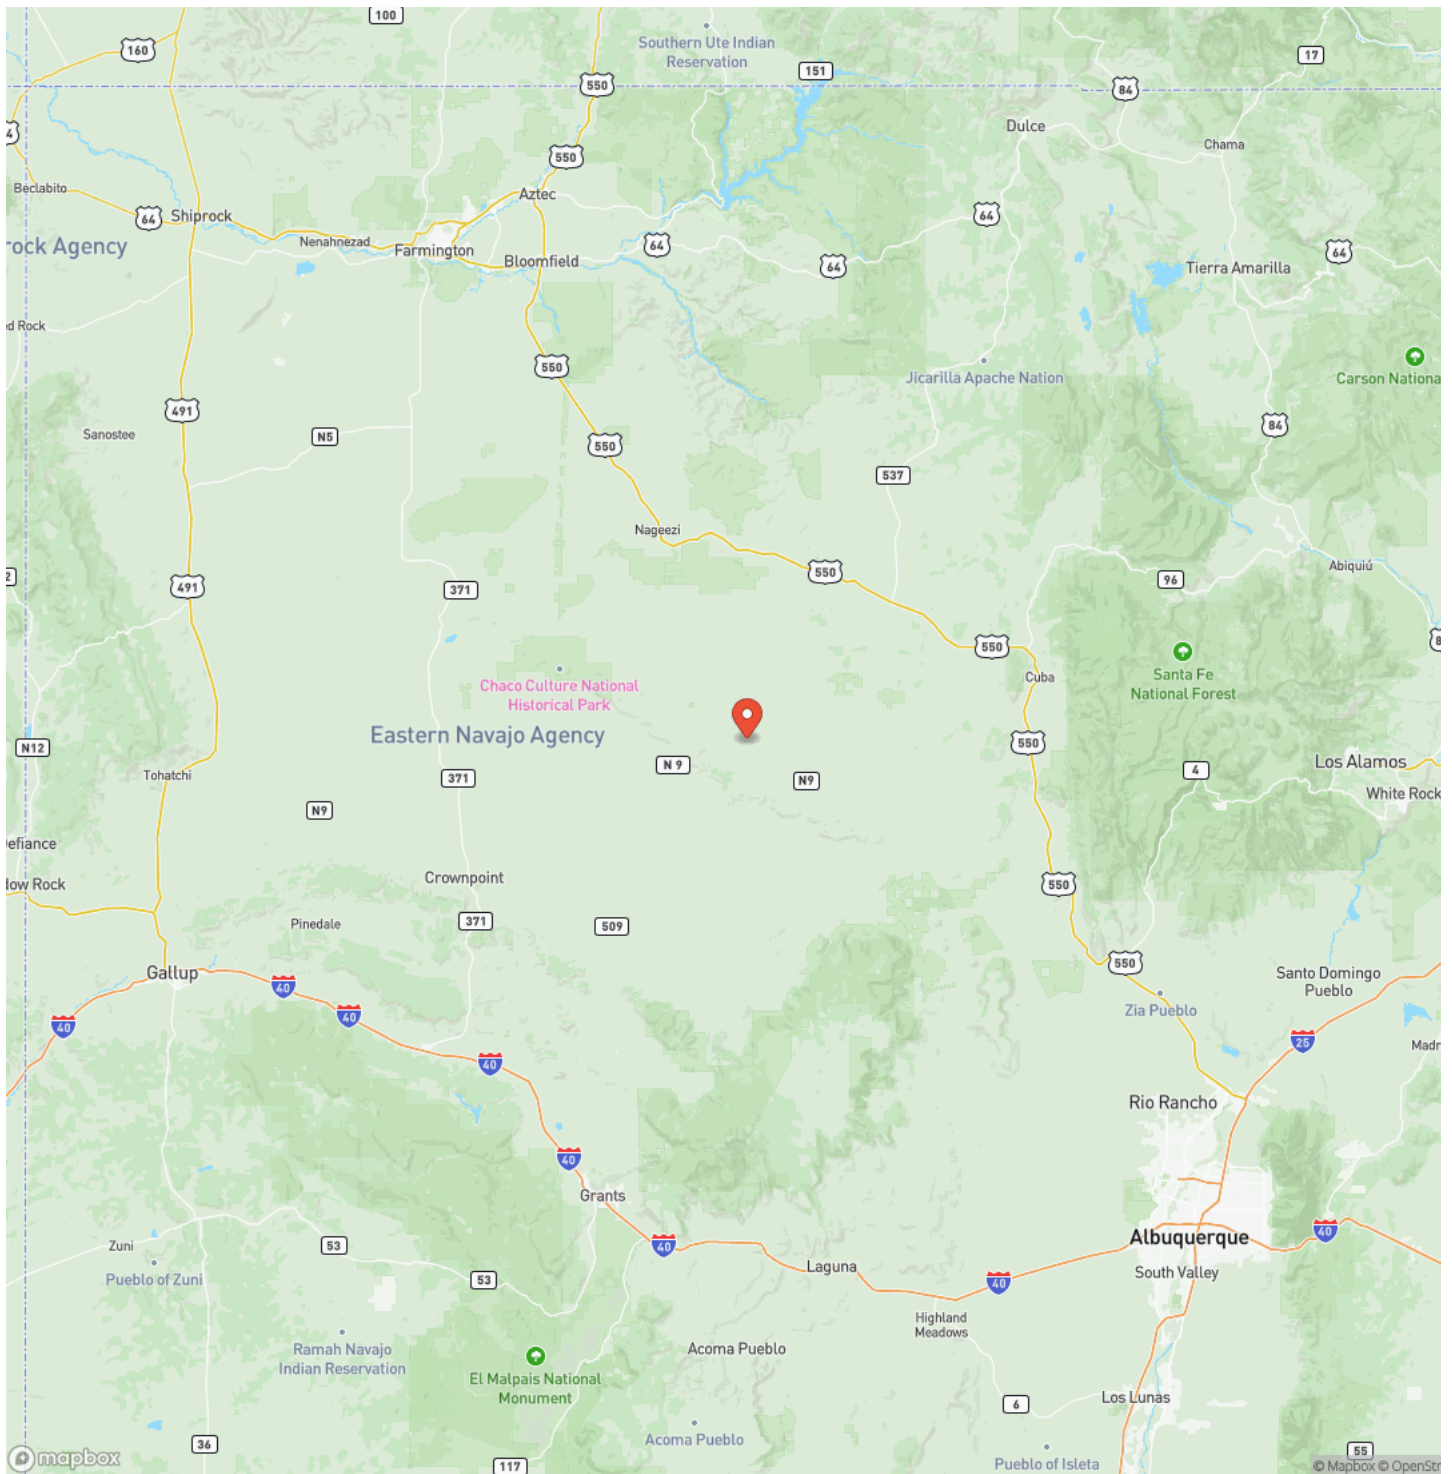 100
160
Southern Ute Indian
Reservation
151
17
550
84
Dulce
4
550
Chama
Beclabito
Aztec
64
Shiprock
64
Nenahnezad
Farmington
64
64
rock Agency
Bloomfield
64
Tierra Amarilla
ed Rock
550
Jicarilla Apache Nation
Carson Nationa
491
Sanostee
N5
84
550
537
Nageezi
550
Abiquiú
2
491
371
96
8
550
Santa Fe
National Forest
Cuba
Chaco Culture National
Historical Park
Eastern Navajo Agency
N12
550
N 9
Los Alamos
Tohatchi
371
N9
4
White Rock
N9
efiance
Crownpoint
dow Rock
550
Pinedale
371
509
Gallup
550
Santo Domingo
Pueblo
40
40
40
Zia Pueblo
25
Madr
40
Rio Rancho
40
Grants
Zuni
53
40
Albuquerque
40
Pueblo of Zuni
53
Laguna
South Valley
40
Highland
Meadows
Ramah Navajo
Indian Reservation
Acoma Pueblo
El Malpais National
Monument
Los Lunas
6
36
Acoma Pueblo
55
mapbox
117
Pueblo of Isleta
© Mapbox © OpenStr